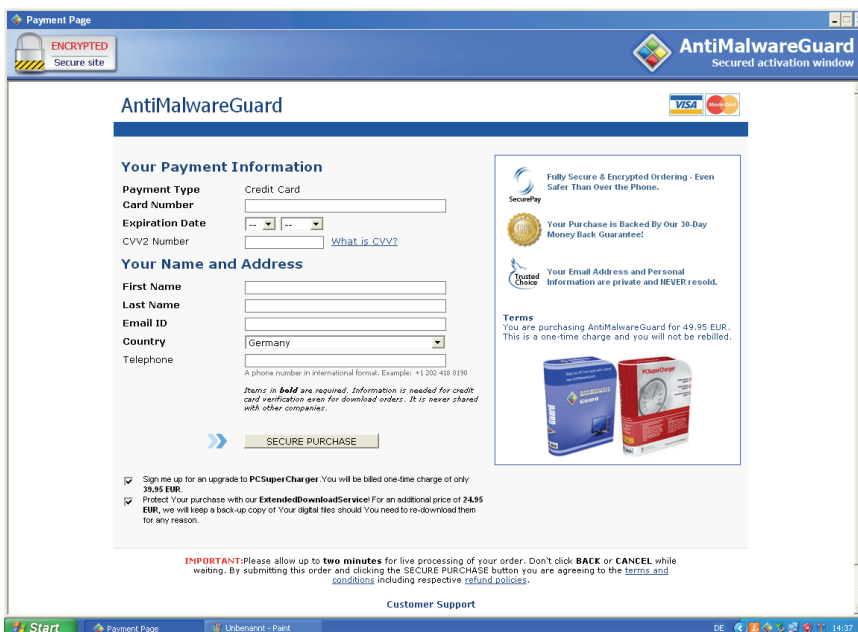 Payment Page
ENCRYPTED
Secure site
AntiMalwareGuard
Secured activation window
AntiMalwareGuard
VISA
MasterCard
Your Payment Information
Payment Type Credit Card
Card Number
Expiration Date -- --
CVV2 Number What is CVV?
Your Name and Address
First Name
Last Name
Email ID
Country Germany
Telephone
A phone number in international format. Example: +1 202 418 0190
Items in bold are required. Information is needed for credit
card verification even for download orders. It is never shared
with other companies.
SECURE PURCHASE
Sign me up for an upgrade to PCSuperCharger.You will be billed one-time charge of only
39.95 EUR.
Protect Your purchase with our ExtendedDownloadService! For an additional price of 24.95
EUR, we will keep a back-up copy of Your digital files should You need to re-download them
for any reason.
SecurePay
Fully Secure & Encrypted Ordering - Even
Safer Than Over the Phone.
Your Purchase is Backed By Our 30-Day
Money Back Guarantee!
Trusted
Choice
Your Email Address and Personal
Information are private and NEVER resold.
Terms
You are purchasing AntiMalwareGuard for 49.95 EUR.
This is a one-time charge and you will not be rebilled.
Guard
Guard
PCSuperCharger
IMPORTANT:Please allow up to two minutes for live processing of your order. Don't click BACK or CANCEL while
waiting. By submitting this order and clicking the SECURE PURCHASE button you are agreeing to the terms and
conditions including respective refund policies.
Customer Support
Start
Payment Page
Unbenannt - Paint
DE
14:37